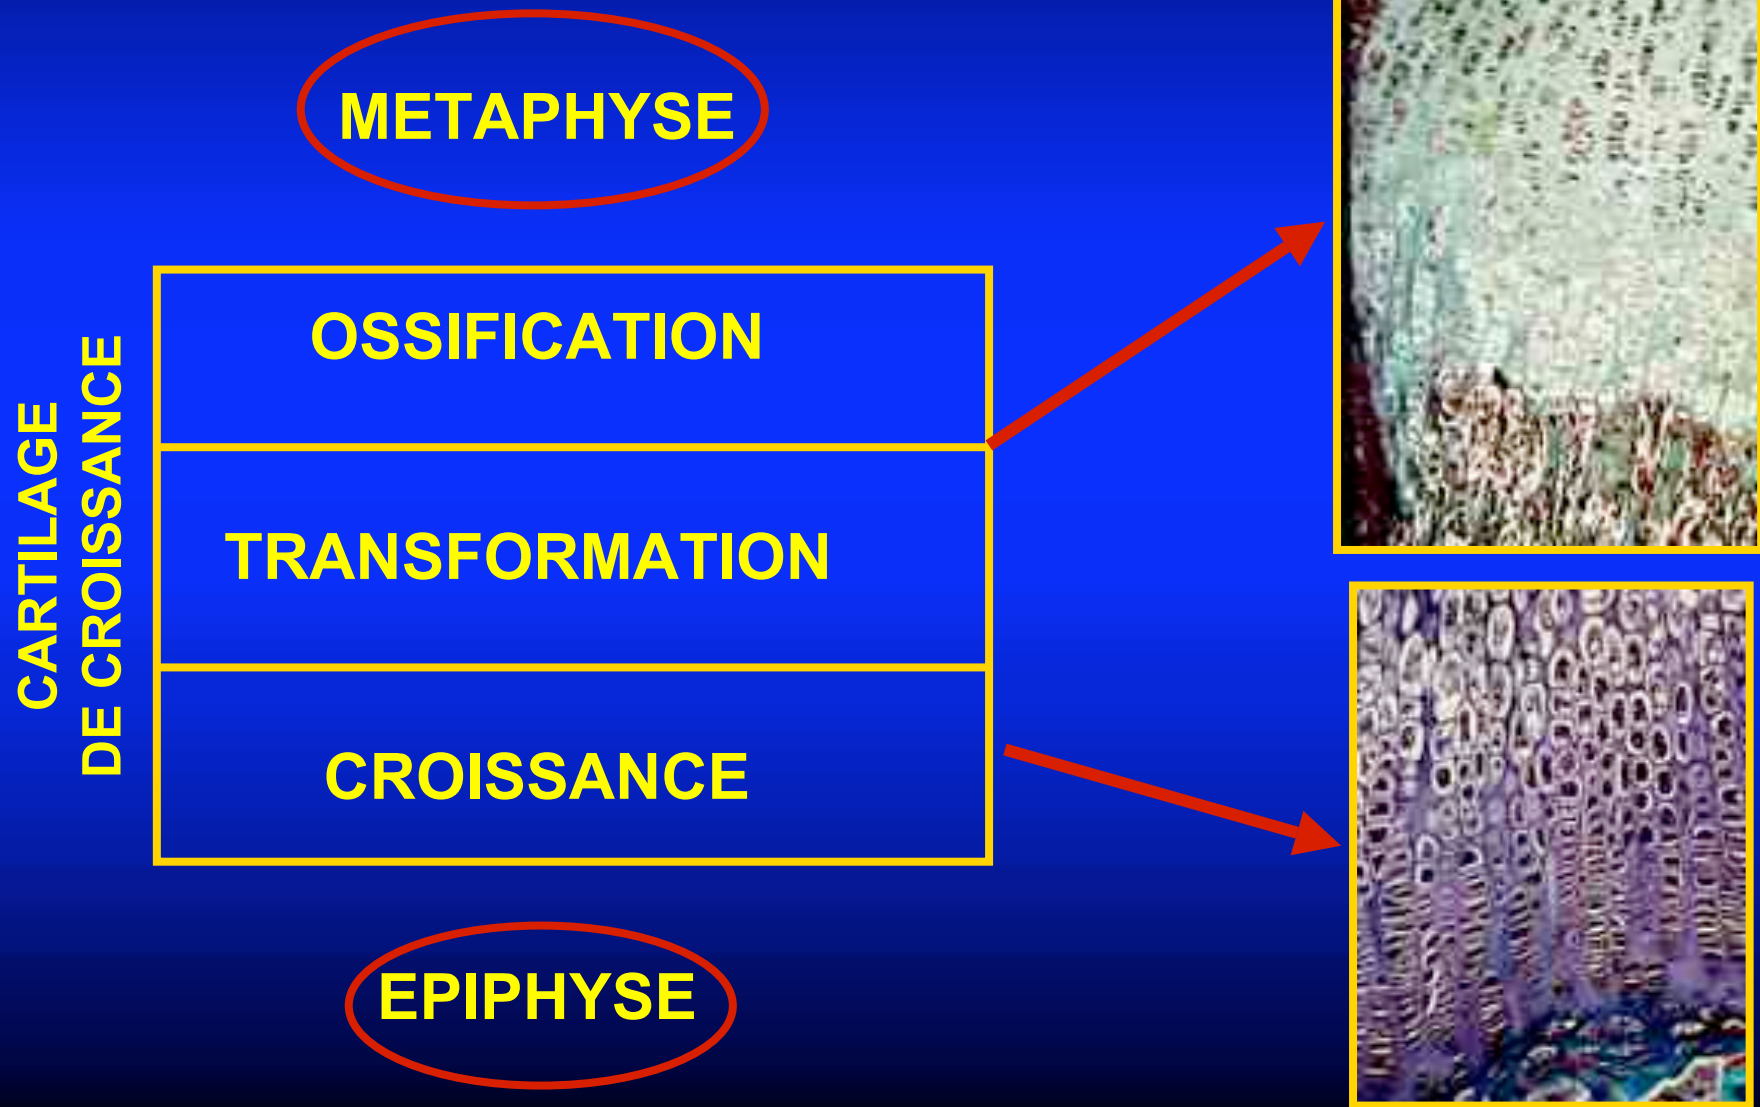 METAPHYSE
CARTILAGE
DE CROISSANCE
OSSIFICATION
TRANSFORMATION
CROISSANCE
EPIPHYSE